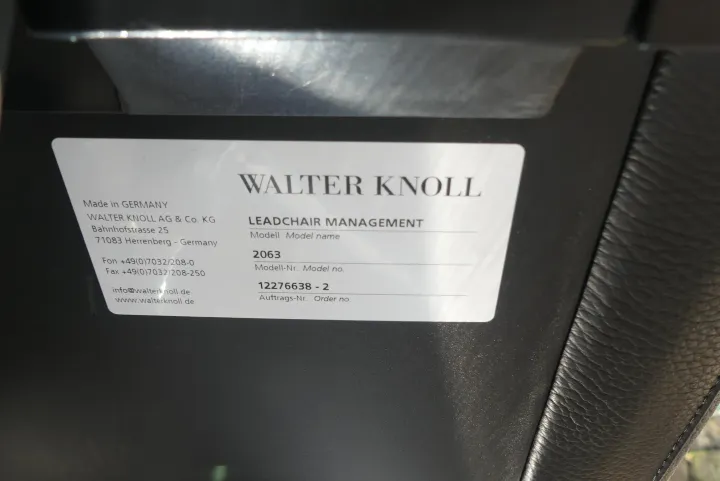 WALTER KNOLL
Made in GERMANY
WALTER KNOLL AG & Co. KG
Bahnhofstrasse 25
71083 Herrenberg - Germany
Fon +49(0)7032/208-0
Fax +49(0)7032/208-250
info@walterknoll.de
www.walterknoll.de
LEADCHAIR MANAGEMENT
Modell Model name
2063
Modell-Nr. Model no.
12276638 - 2
Auftrags-Nr. Order no.